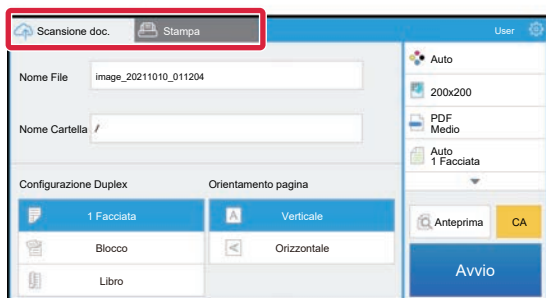 Scansione doc.
Stampa
User
Nome File
image_20211010_011204
Nome Cartella
/
Configurazione Duplex
1 Facciata
Blocco
Libro
Orientamento pagina
A
Verticale
Orizzontale
Auto
200x200
PDF
Medio
Auto
1 Facciata
Anteprima
CA
Avvio